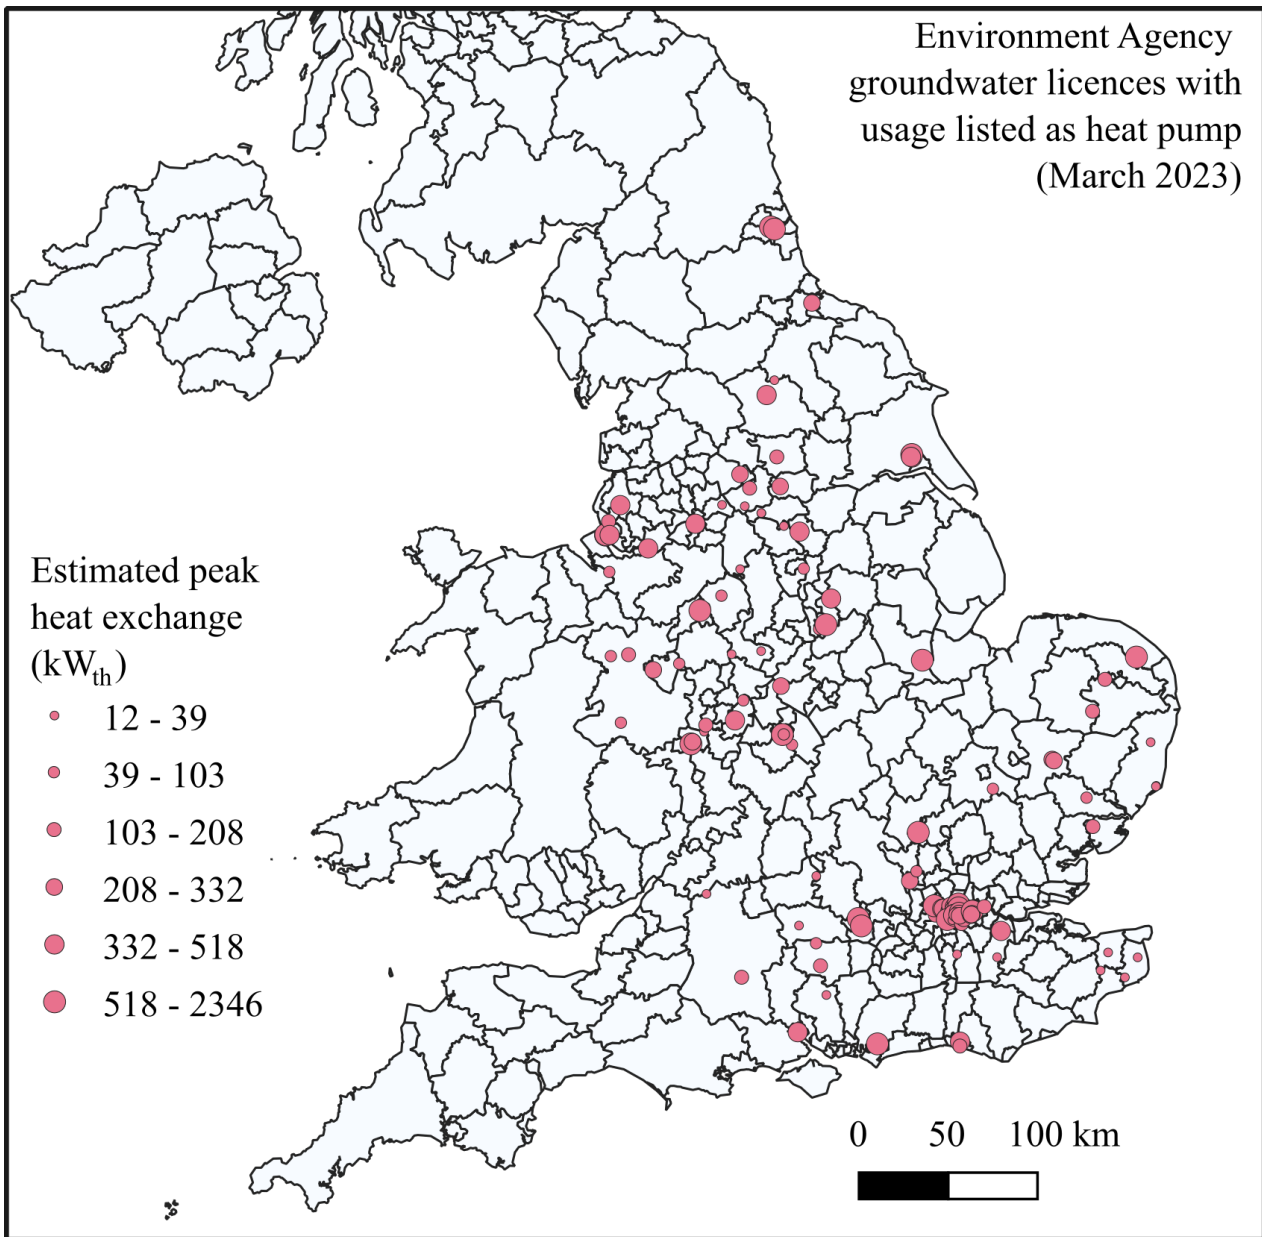 Environment Agency
groundwater licences with
usage listed as heat pump
(March 2023)
Estimated peak
heat exchange
(kWth)
12 - 39
39 - 103
103 - 208
208 - 332
332 - 518
518 - 2346
0 50 100 km